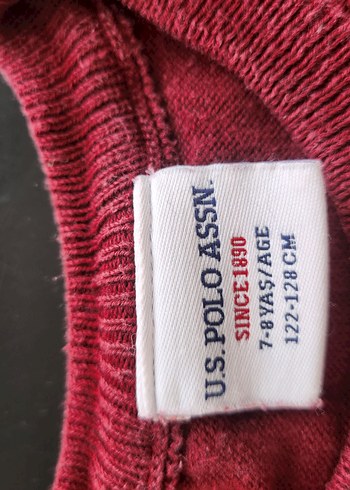 U.S. POLO ASSN.
SINCE 1890
7-8 YAŞ/AGE
122-128 CM